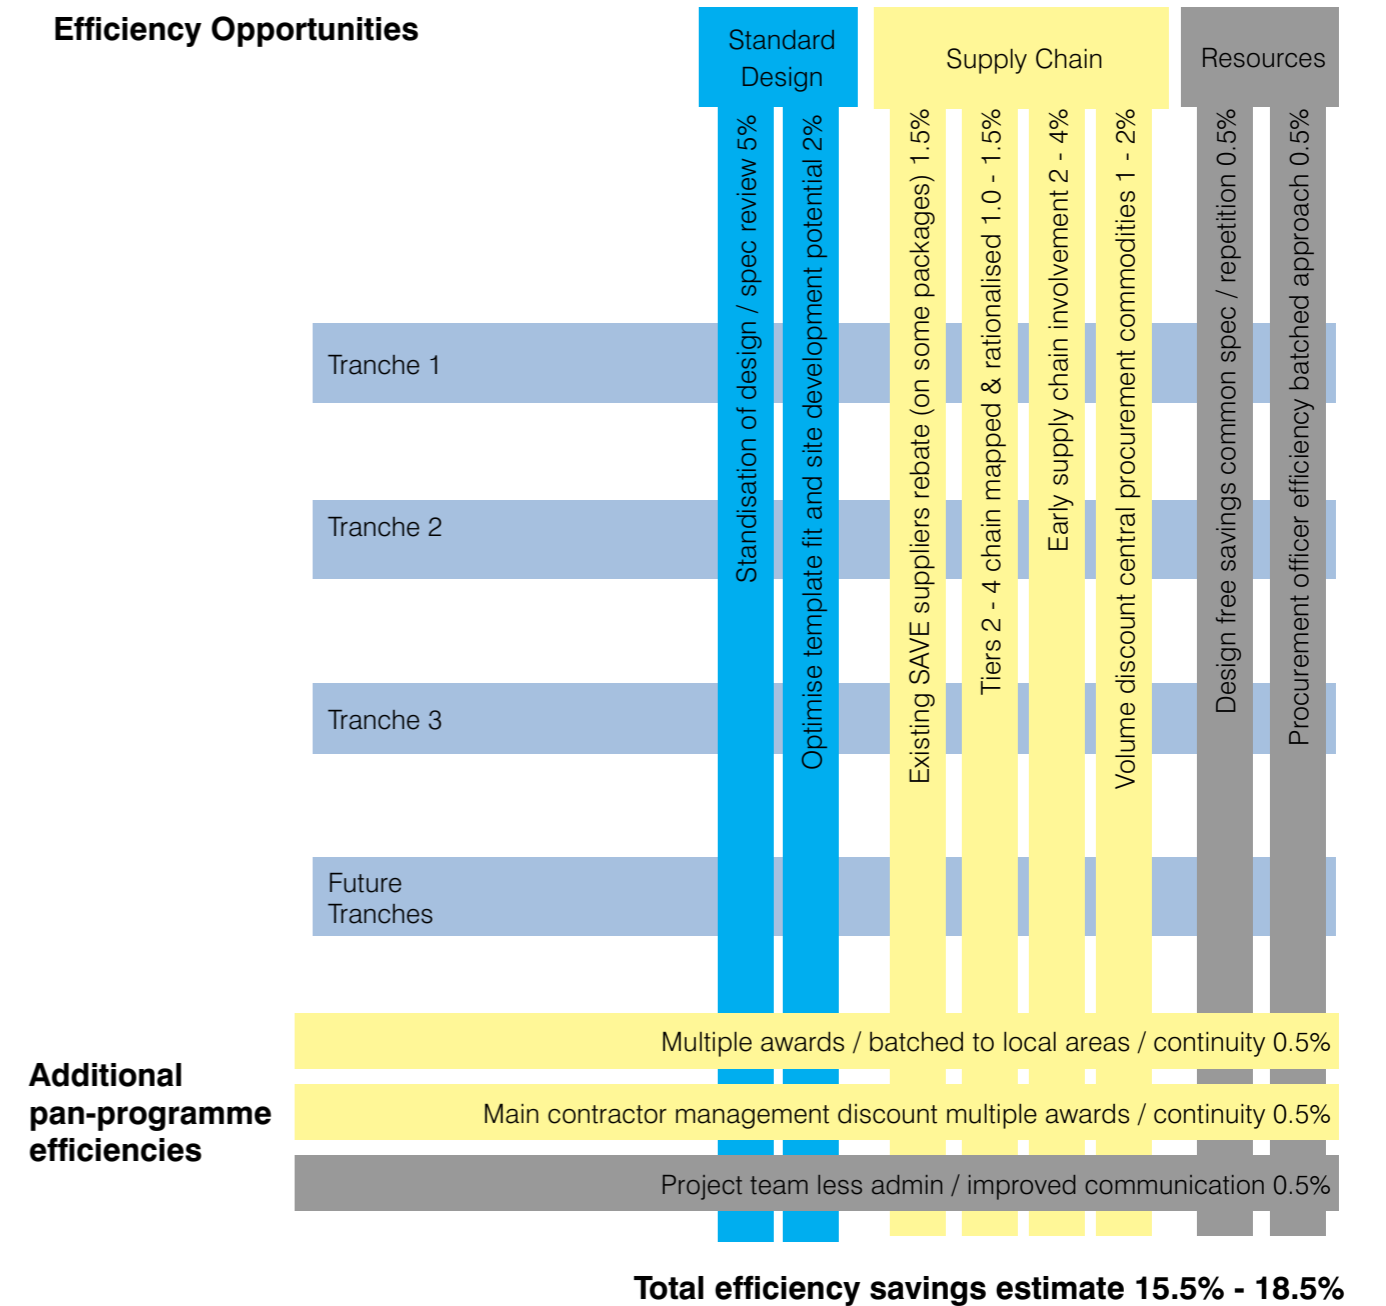 Efficiency Opportunities
Standard
Design
Supply Chain
Resources
Standisation of design / spec review 5%
Optimise template fit and site development potential 2%
Existing SAVE suppliers rebate (on some packages) 1.5%
Tiers 2 - 4 chain mapped & rationalised 1.0 - 1.5%
Early supply chain involvement 2 - 4%
Volume discount central procurement commodities 1 - 2%
Design free savings common spec / repetition 0.5%
Procurement officer efficiency batched approach 0.5%
Tranche 1
Tranche 2
Tranche 3
Future
Tranches
Additional
pan-programme
efficiencies
Multiple awards / batched to local areas / continuity 0.5%
Main contractor management discount multiple awards / continuity 0.5%
Project team less admin / improved communication 0.5%
Total efficiency savings estimate 15.5% - 18.5%